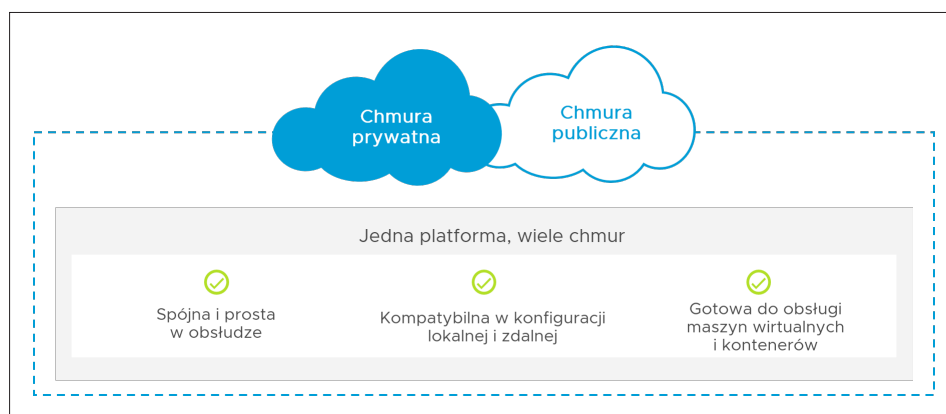 Chmura
prywatna
Chmura
publiczna
Jedna platforma, wiele chmur
Spójna i prosta
w obsłudze
Kompatybilna w konfiguracji
lokalnej i zdalnej
Gotowa do obsługi
maszyn wirtualnych
i kontenerów